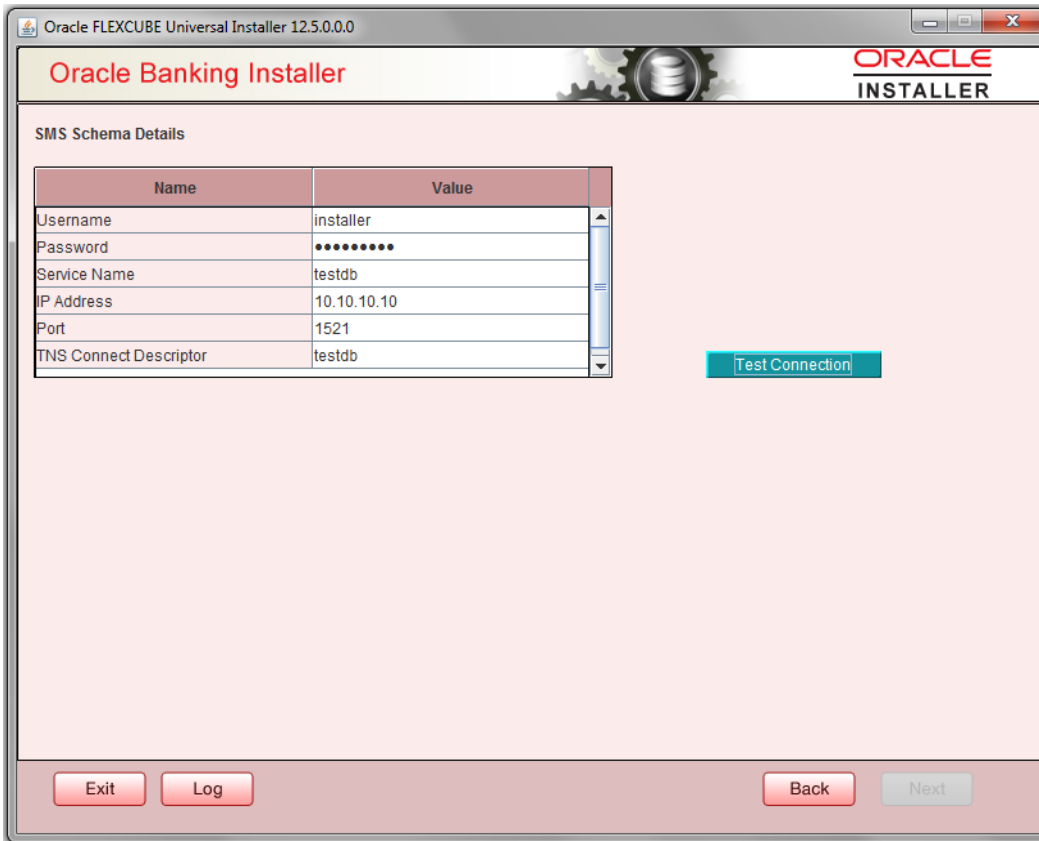 Oracle FLEXCUBE Universal Installer 12.5.0.0.0
Oracle Banking Installer
ORACLE
INSTALLER
SMS Schema Details
Name Value
Username installer
Password •••••••••
Service Name testdb
IP Address 10.10.10.10
Port 1521
TNS Connect Descriptor testdb
Test Connection
Exit Log Back Next